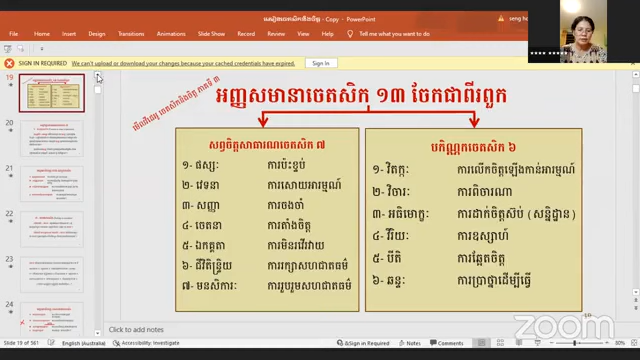 PowerPoint
File
Home
Insert
Design
Transitions
Animations
Slide Show
Review
View
Help
ACROBAT
Tell me what you want to do
SIGN IN REQUIRED We can't upload or download your changes because your cached credentials have expired.
Sign In
អញ្ញសមានាចេតសិក ១៣ ចែកជាពីរពួក
សព្វចិត្តសាធារណចេតសិក ៧
១- ផស្សៈ ការប៉ះខ្ទប់
២- វេទនា ការសោយអារម្មណ៍
៣- សញ្ញា ការចងចាំ
៤- ចេតនា ការតាំងចិត្ត
៥- ឯកគ្គតា ការមិនរវើរវាយ
៦- ជីវិតិន្ទ្រិយ ការរក្សាសហជាតធម៌
៧- មនសិការៈ ការរួបរួមសហជាតធម៌
បកិណ្ណកចេតសិក ៦
១- វិតក្កៈ ការលើកចិត្តឡើងកាន់អារម្មណ៍
២- វិចារៈ ការពិចារណា
៣- អធិមោក្ខៈ ការដាក់ចិត្តស៊ប់ (សន្និដ្ឋាន)
៤- វីរិយៈ ការឧស្សាហ៍
៥- បីតិ ការឆ្អែតចិត្ត
៦- ឆន្ទៈ ការប្រាថ្នាដើម្បីធ្វើ
19
20
21
22
23
24
19
Click to add notes
Slide 19 of 561
English (Australia)
Accessibility: Investigate
Notes
Comments
80%
zoom